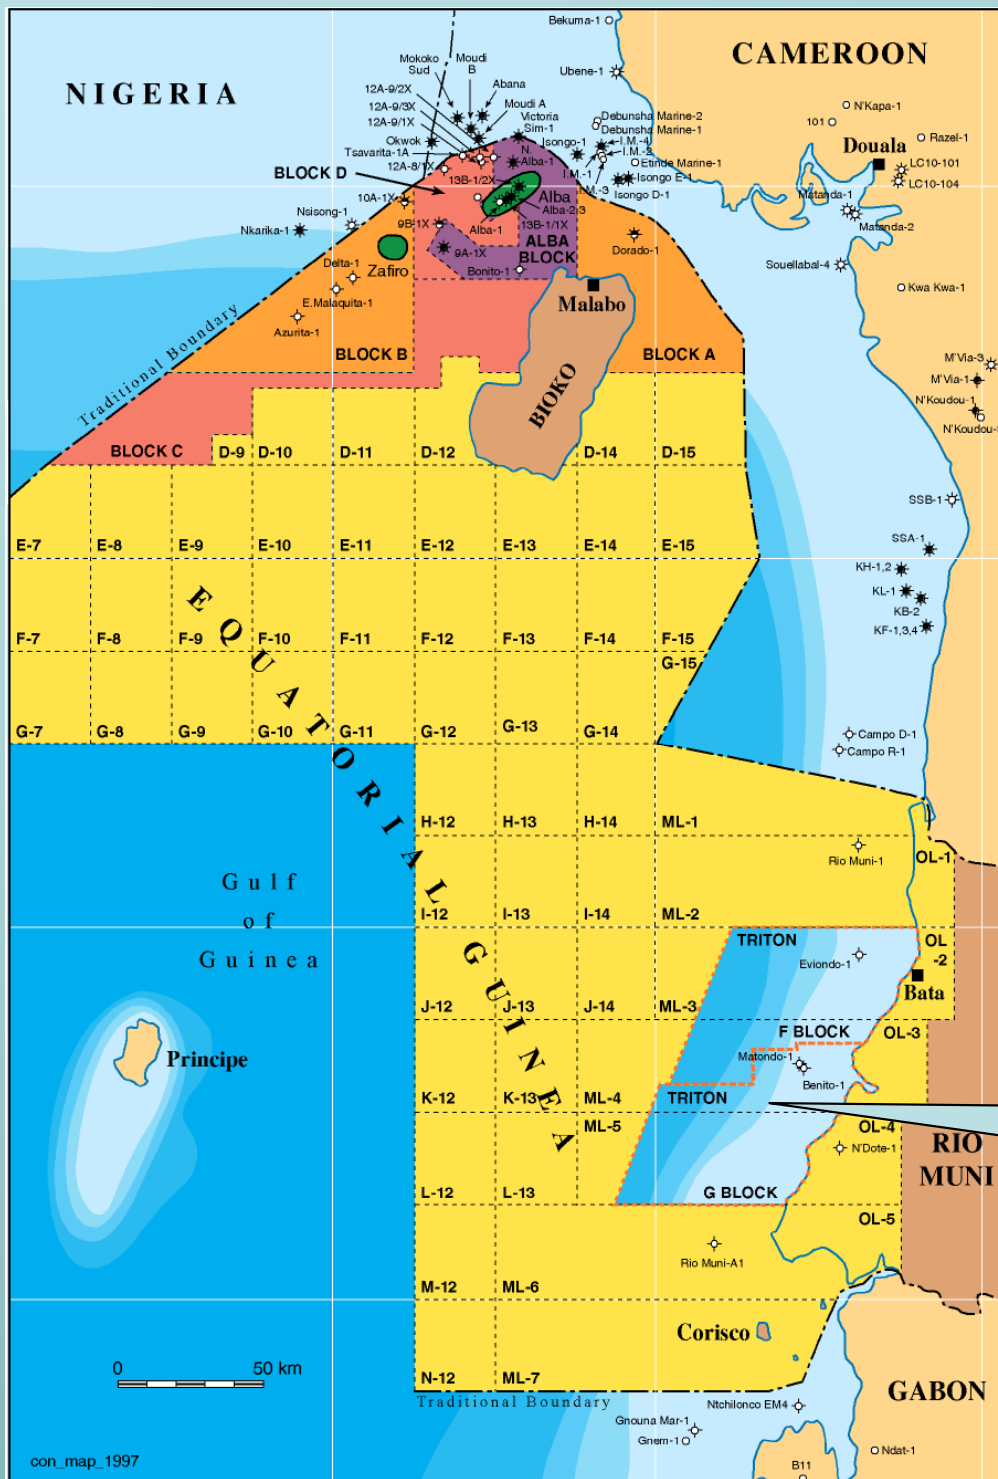 Bekuma-1
CAMEROON
NIGERIA
Mokoko
Sud
Moudi
B
Ubene-1
12A-9/2X
Abana
12A-9/3X
Moudi A
12A-9/1X
Victoria
Sim-1
N'Kapa-1
101
Debunsha Marine-2
Debunsha Marine-1
Razel-1
Okwok
Isongo-1
I.M.-4
I.M.-2
Douala
Tsavarita-1A
N.
Alba-1
Etinde Marine-1
LC10-101
12A-8/1X
BLOCK D
13B-1/2X
I.M.-1
Isongo E-1
LC10-104
I.M.-3
Isongo D-1
10A-1X
Alba
Matanda-1
Nsisong-1
Alba-2,3
Nkarika-1
9B-1X
Alba-1
13B-1/1X
Matanda-2
ALBA
BLOCK
Dorado-1
9A-1X
Delta-1
Zafiro
Bonito-1
Souellabal-4
E.Malaquita-1
Kwa Kwa-1
Malabo
Azurita-1
Traditional Boundary
BLOCK B
BLOCK A
M'Via-3
M'Via-1
BIOKO
N'Koudou-1
N'Koudou-
BLOCK C
D-9
D-10
D-11
D-12
D-14
D-15
SSB-1
SSA-1
E-7
E-8
E-9
E-10
E-11
E-12
E-13
E-14
E-15
KH-1,2
KL-1
KB-2
KF-1,3,4
F-7
F-8
F-9
F-10
F-11
F-12
F-13
F-14
F-15
G-15
G-7
G-8
G-9
G-10
G-11
G-12
G-13
G-14
Campo D-1
Campo R-1
EQUATORIAL GUINEA
H-12
H-13
H-14
ML-1
Rio Muni-1
OL-1
Gulf
of
Guinea
I-12
I-13
I-14
ML-2
TRITON
OL
-2
Eviondo-1
Bata
J-12
J-13
J-14
ML-3
F BLOCK
OL-3
Principe
Matondo-1
Benito-1
K-12
K-13
ML-4
TRITON
ML-5
OL-4
RIO
MUNI
N'Dote-1
L-12
L-13
G BLOCK
OL-5
Rio Muni-A1
M-12
ML-6
Corisco
0 50 km
N-12
ML-7
Traditional Boundary
GABON
Ntchilonco EM4
Gnouna Mar-1
Gnem-1
Ndat-1
con_map_1997
B11